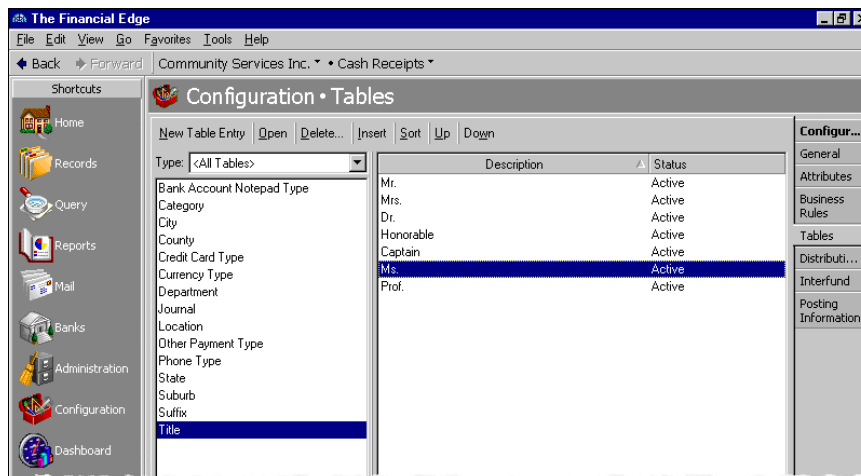 The Financial Edge
File Edit View Go Favorites Tools Help
Back Forward Community Services Inc. • Cash Receipts
Shortcuts
Home
Records
Query
Reports
Mail
Banks
Administration
Configuration
Dashboard
Configuration • Tables
New Table Entry Open Delete... Insert Sort Up Down
Type: <All Tables>
Bank Account Notepad Type
Category
City
County
Credit Card Type
Currency Type
Department
Journal
Location
Other Payment Type
Phone Type
State
Suburb
Suffix
Title
Description Status
Mr. Active
Mrs. Active
Dr. Active
Honorable Active
Captain Active
Ms. Active
Prof. Active
Configur...
General
Attributes
Business
Rules
Tables
Distributi...
Interfund
Posting
Information